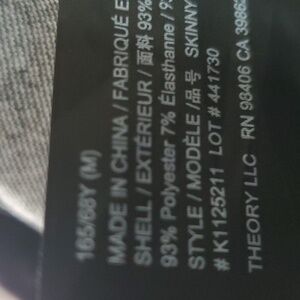 165/68Y (M)
MADE IN CHINA / FABRIQUÉ E
SHELL / EXTÉRIEUR / 面料 93%
93% Polyester 7% Élasthanne / 9
STYLE / MODÈLE /品号 SKINNY
# K1125211 LOT # 441730
THEORY LLC RN 98406 CA 3986